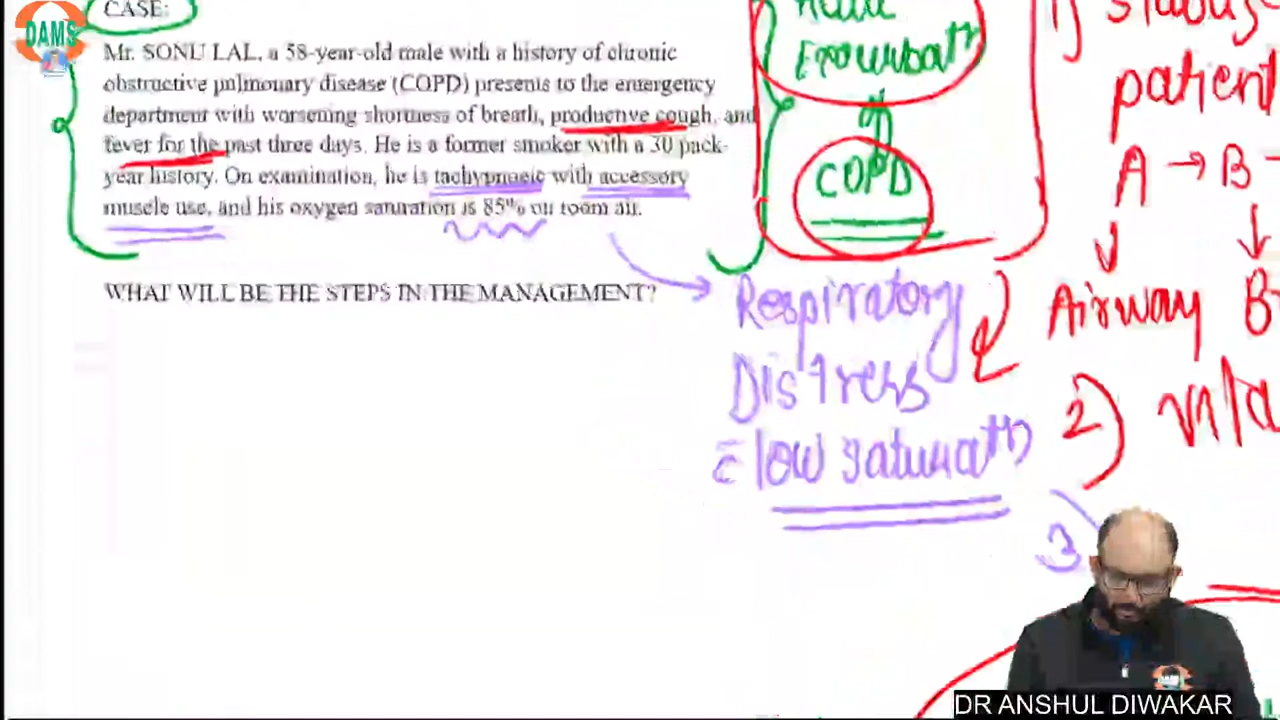 DAMS
CASE:
Mr. SONU LAL, a 58-year-old male with a history of chronic
obstructive pulmonary disease (COPD) presents to the emergency
department with worsening shortness of breath, productive cough, and
fever for the past three days. He is a former smoker with a 30 pack-
year history. On examination, he is tachypnoeic with accessory
muscle use, and his oxygen saturation is 85% on room air.
WHAT WILL BE THE STEPS IN THE MANAGEMENT?
of
COPD
Respiratory
Distress
c̄ low saturatn
1)
patient
A → B
Airway B
2)
3
DR ANSHUL DIWAKAR